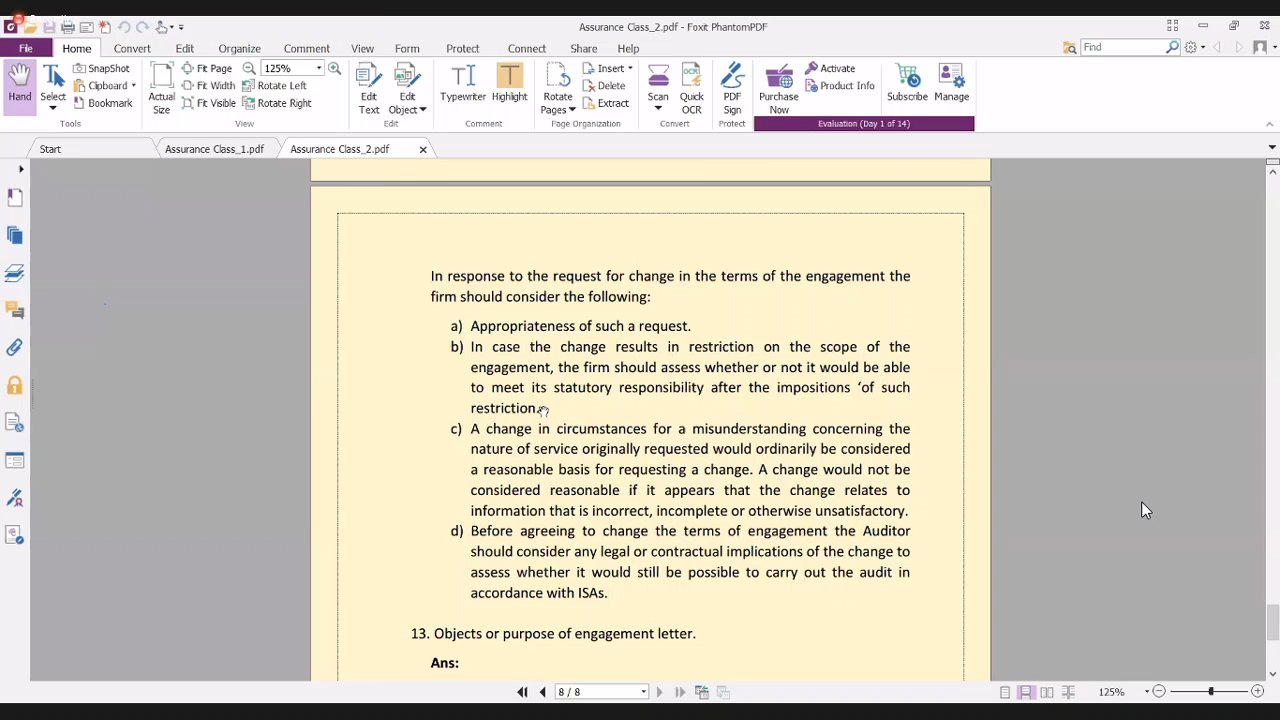 Assurance Class_2.pdf - Foxit PhantomPDF
File Home Convert Edit Organize Comment View Form Protect Connect Share Help Find
Hand
Select
SnapShot
Clipboard
Bookmark
Tools
Actual Size
Fit Page
Fit Width
Fit Visible
125%
Rotate Left
Rotate Right
View
Edit Text
Edit Object
Edit
Typewriter
Highlight
Comment
Rotate Pages
Insert
Delete
Extract
Page Organization
Scan
Quick OCR
Convert
PDF Sign
Protect
Purchase Now
Activate
Product Info
Subscribe
Manage
Evaluation (Day 1 of 14)
Start Assurance Class_1.pdf Assurance Class_2.pdf
In response to the request for change in the terms of the engagement the
firm should consider the following:
a) Appropriateness of such a request.
b) In case the change results in restriction on the scope of the
engagement, the firm should assess whether or not it would be able
to meet its statutory responsibility after the impositions ‘of such
restriction.
c) A change in circumstances for a misunderstanding concerning the
nature of service originally requested would ordinarily be considered
a reasonable basis for requesting a change. A change would not be
considered reasonable if it appears that the change relates to
information that is incorrect, incomplete or otherwise unsatisfactory.
d) Before agreeing to change the terms of engagement the Auditor
should consider any legal or contractual implications of the change to
assess whether it would still be possible to carry out the audit in
accordance with ISAs.
13. Objects or purpose of engagement letter.
Ans:
8 / 8
125%